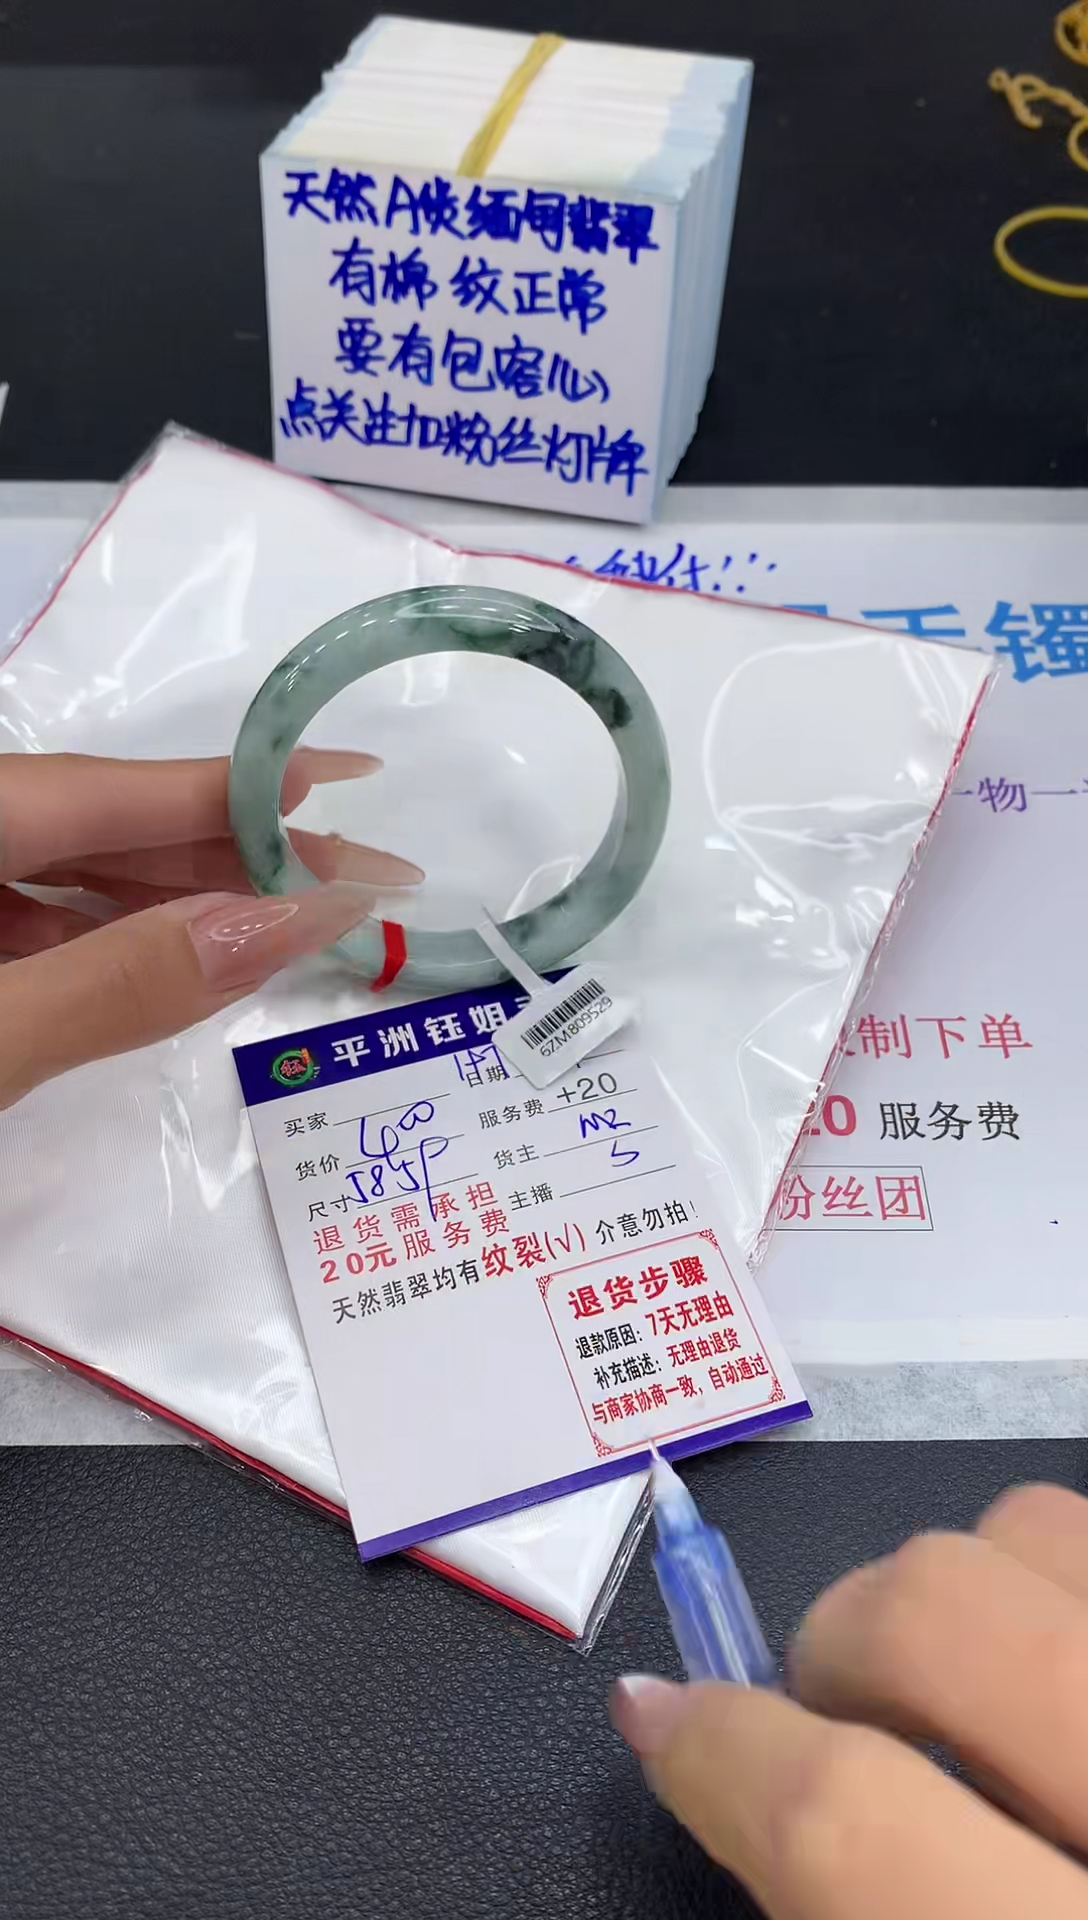 天然A货缅甸翡翠
有棉纹正常
要有包容心
点关注加粉丝灯牌
手镯
一物一
制下单
20 服务费
粉丝团
平洲钰姐
6ZM809529
买家 日期
货价 400 服务费 +20
尺寸 585P 货主 M2
主播 5
退货需承担
20元服务费
天然翡翠均有纹裂(√) 介意勿拍!
退货步骤
退款原因: 7天无理由
补充描述: 无理由退货
与商家协商一致，自动通过